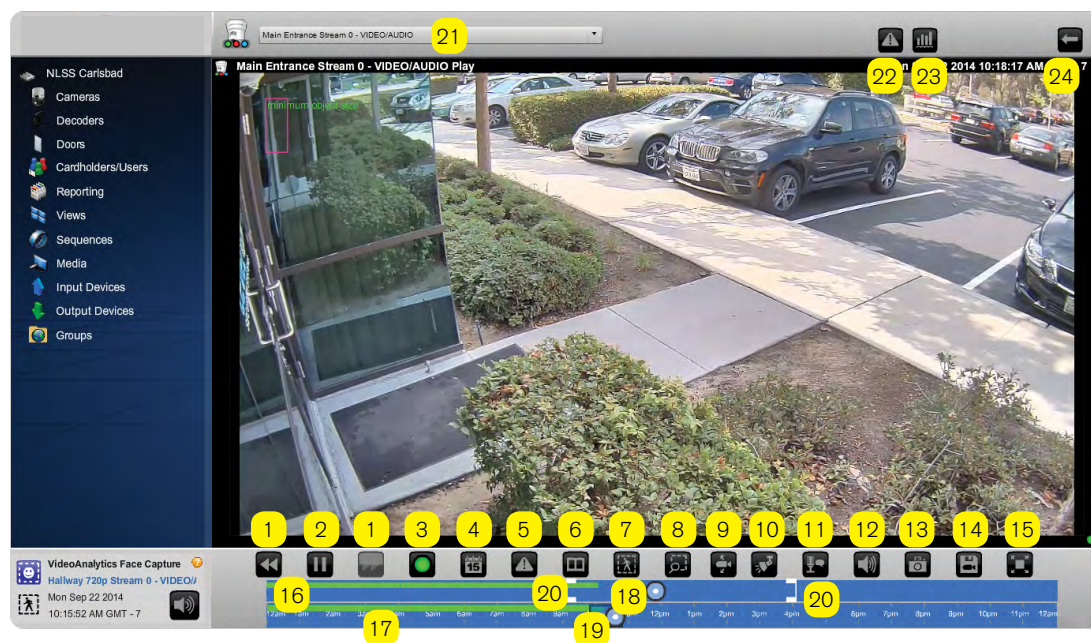 Main Entrance Stream 0 - VIDEO/AUDIO
21
22
23
24
NLSS Carlsbad
Cameras
Decoders
Doors
Cardholders/Users
Reporting
Views
Sequences
Media
Input Devices
Output Devices
Groups
Main Entrance Stream 0 - VIDEO/AUDIO Play
2 2014 10:18:17 AM
7
minimum object size
1
2
1
3
4
5
6
7
8
9
10
11
12
13
14
15
15
VideoAnalytics Face Capture
Hallway 720p Stream 0 - VIDEO/
Mon Sep 22 2014
10:15:52 AM GMT - 7
16
20
18
20
12am
2am
3am
4am
5am
6am
7am
8am
9am
12pm
1pm
2pm
3pm
4pm
6pm
7pm
8pm
9pm
10pm
11pm
12am
17
19